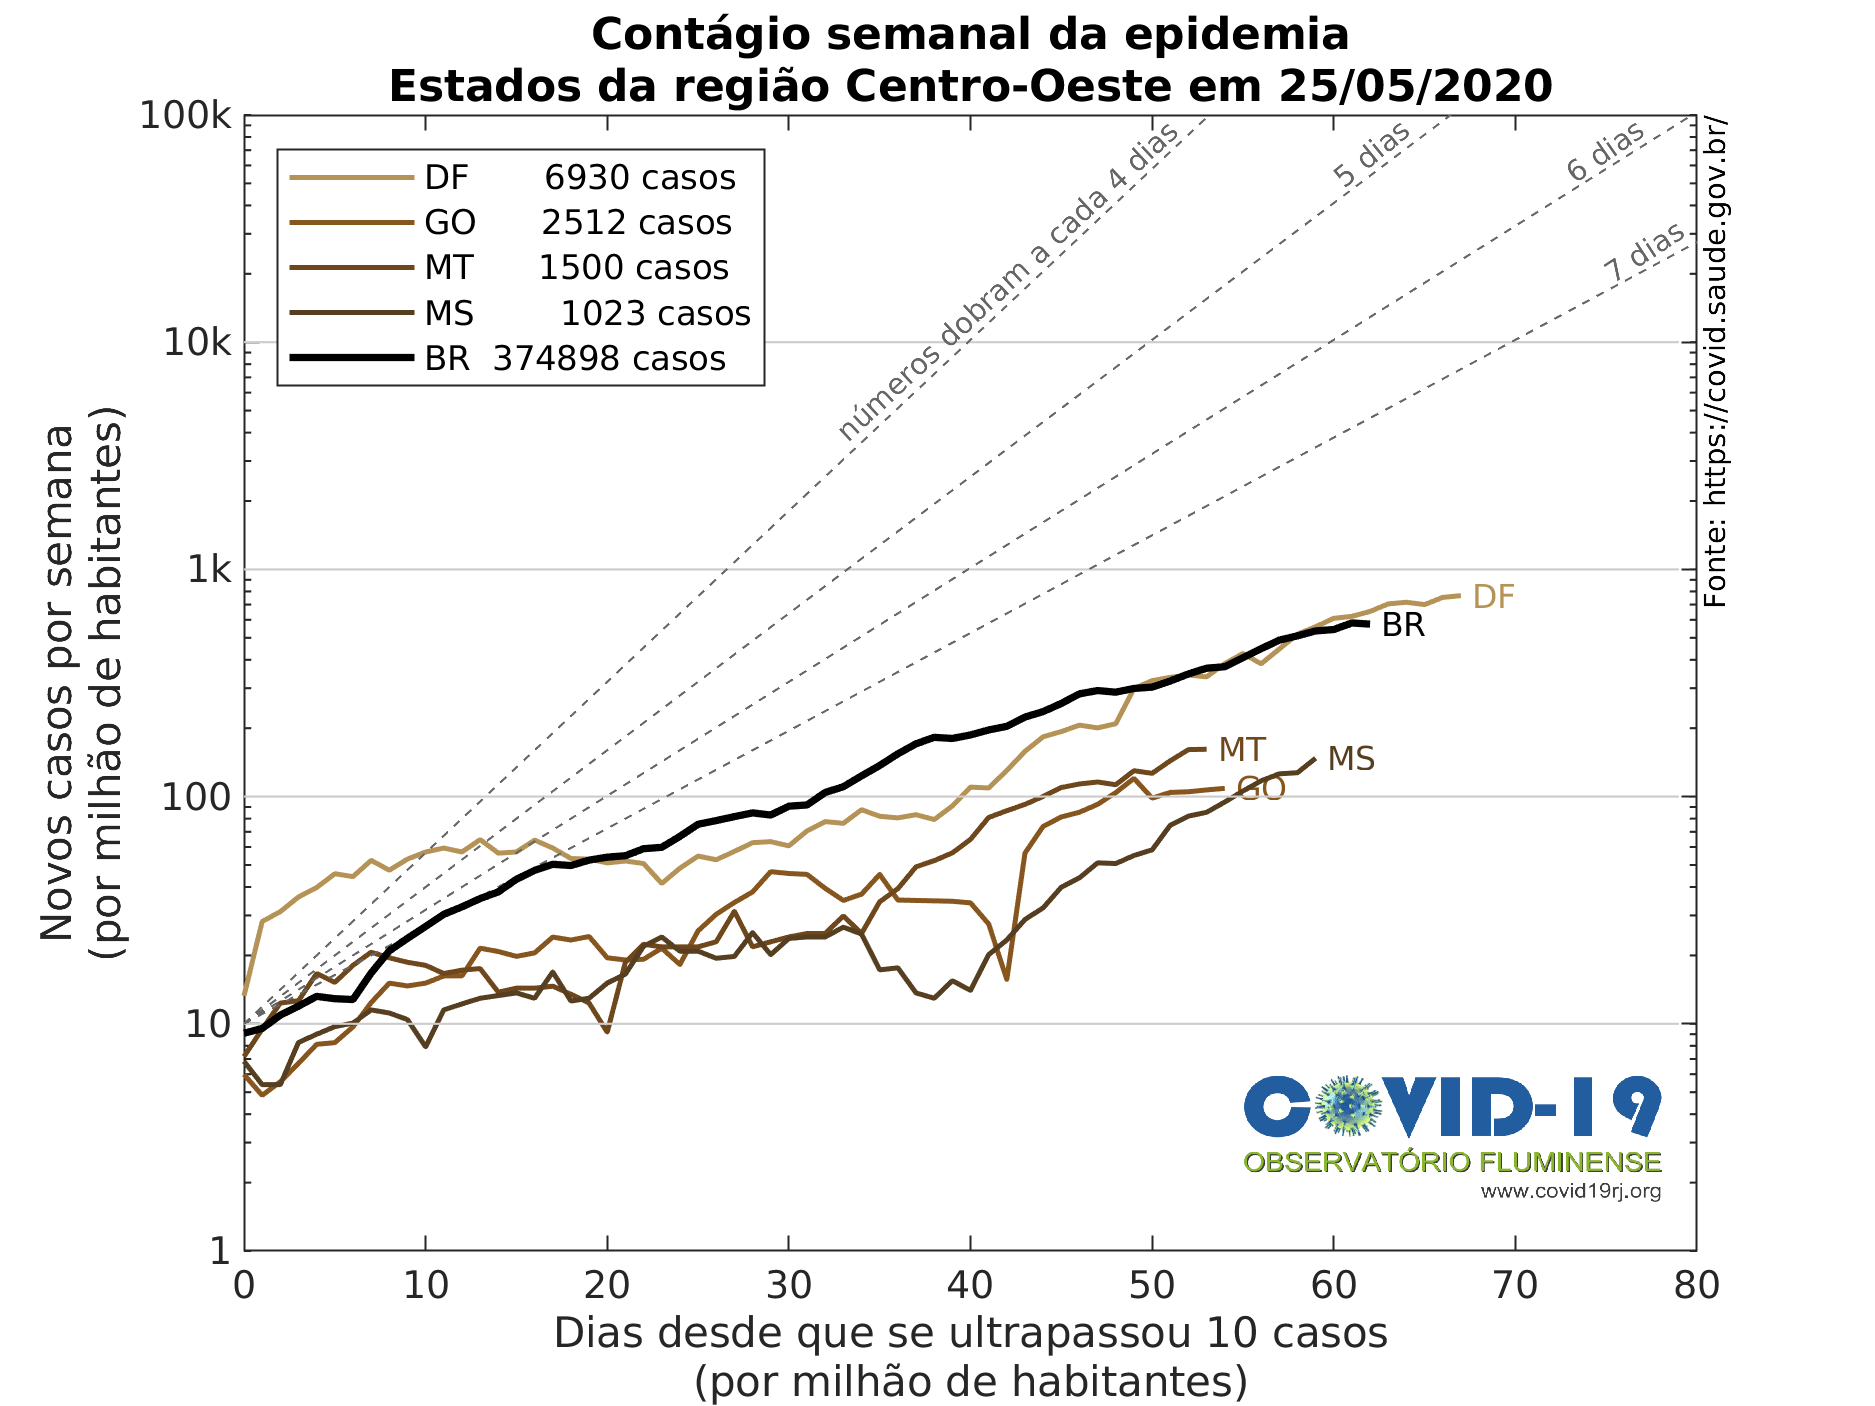 Contágio semanal da epidemia
Estados da região Centro-Oeste em 25/05/2020
100k
10k
1k
100
10
1
Novos casos por semana
(por milhão de habitantes)
DF 6930 casos
GO 2512 casos
MT 1500 casos
MS 1023 casos
BR 374898 casos
números dobram a cada 4 dias
5 dias
6 dias
7 dias
Fonte: https://covid.saude.gov.br/
DF
BR
MT
MS
GO
COVID-19
OBSERVATÓRIO FLUMINENSE
www.covid19rj.org
0 10 20 30 40 50 60 70 80
Dias desde que se ultrapassou 10 casos
(por milhão de habitantes)